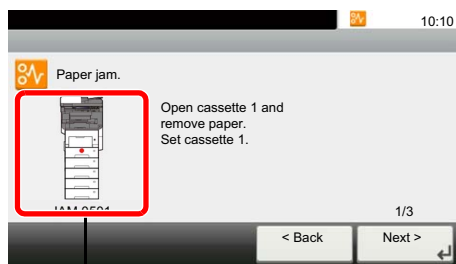 10:10
Paper jam.
Open cassette 1 and
remove paper.
Set cassette 1.
1/3
< Back
Next >